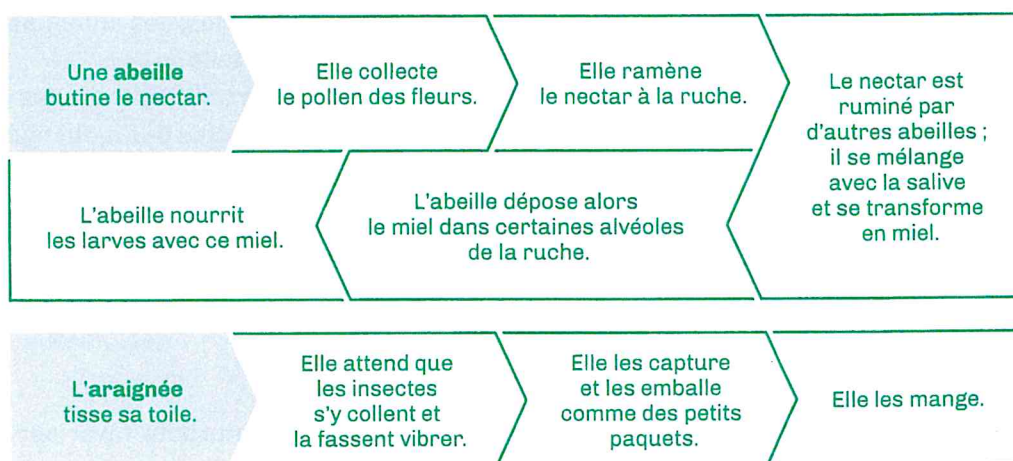 Une abeille
butine le nectar.
Elle collecte
le pollen des fleurs.
Elle ramène
le nectar à la ruche.
Le nectar est
ruminé par
d'autres abeilles ;
il se mélange
avec la salive
et se transforme
en miel.
L'abeille dépose alors
le miel dans certaines alvéoles
de la ruche.
L'abeille nourrit
les larves avec ce miel.
L'araignée
tisse sa toile.
Elle attend que
les insectes
s'y collent et
la fassent vibrer.
Elle les capture
et les emballe
comme des petits
paquets.
Elle les mange.